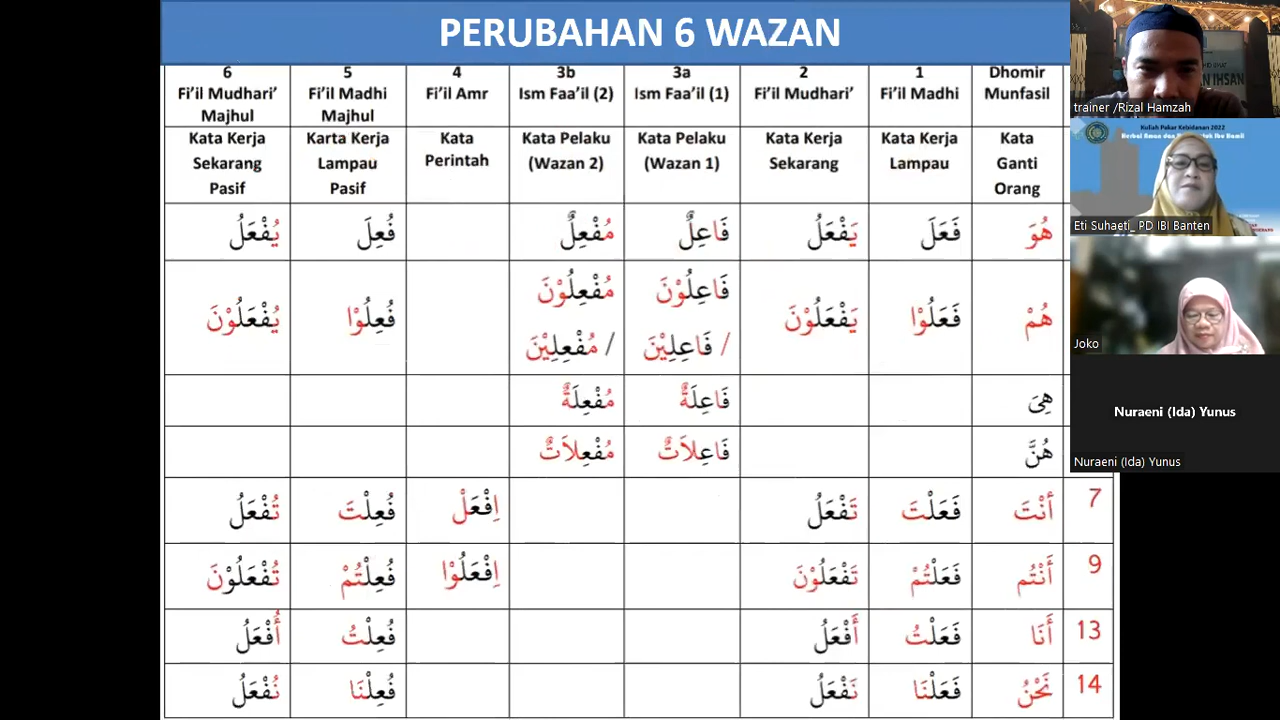 PERUBAHAN 6 WAZAN
6 Fi’il Mudhari’ Majhul
5 Fi’il Madhi Majhul
4 Fi’il Amr
3b Ism Faa’il (2)
3a Ism Faa’il (1)
2 Fi’il Mudhari’
1 Fi’il Madhi
Dhomir Munfasil
Kata Kerja Sekarang Pasif
Karta Kerja Lampau Pasif
Kata Perintah
Kata Pelaku (Wazan 2)
Kata Pelaku (Wazan 1)
Kata Kerja Sekarang
Kata Kerja Lampau
Kata Ganti Orang
هُوَ فَعَلَ يَفْعَلُ فَاعِلٌ مُفْعِلٌ فُعِلَ يُفْعَلُ
هُمْ فَعَلُوْا يَفْعَلُوْنَ فَاعِلُوْنَ / فَاعِلِيْنَ مُفْعِلُوْنَ / مُفْعِلِيْنَ فُعِلُوْا يُفْعَلُوْنَ
هِىَ فَاعِلَةٌ مُفْعِلَةٌ
هُنَّ فَاعِلاَتٌ مُفْعِلاَتٌ
7 أَنْتَ فَعَلْتَ تَفْعَلُ اِفْعَلْ فُعِلْتَ تُفْعَلُ
9 أَنْتُم فَعَلْتُمْ تَفْعَلُوْنَ اِفْعَلُوْا فُعِلْتُمْ تُفْعَلُوْنَ
13 أَنَا فَعَلْتُ أَفْعَلُ فُعِلْتُ أُفْعَلُ
14 نَحْنُ فَعَلْنَا نَفْعَلُ فُعِلْنَا نُفْعَلُ
trainer /Rizal Hamzah
Kuliah Pakar Kebidanan 2022
Eti Suhaeti_ PD IBI Banten
Joko
Nuraeni (Ida) Yunus
Nuraeni (Ida) Yunus